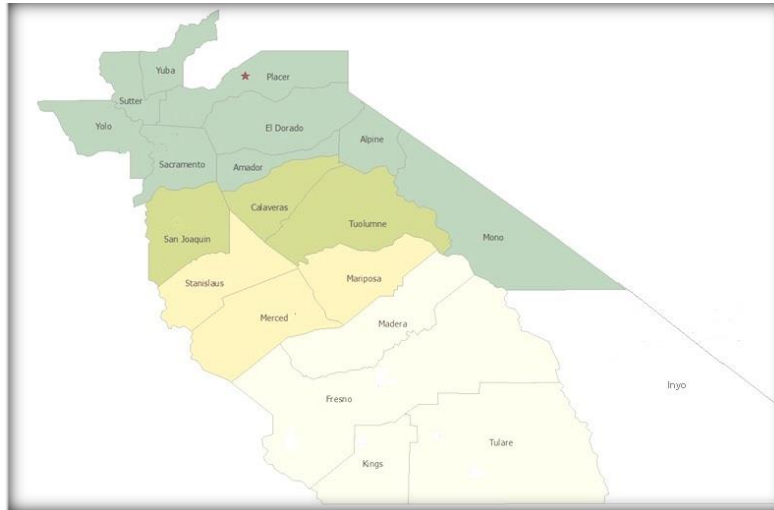 Yuba
Placer
Sutter
Yolo
El Dorado
Alpine
Sacramento
Amador
Calaveras
Tuolumne
San Joaquin
Mono
Stanislaus
Mariposa
Merced
Madera
Inyo
Fresno
Tulare
Kings